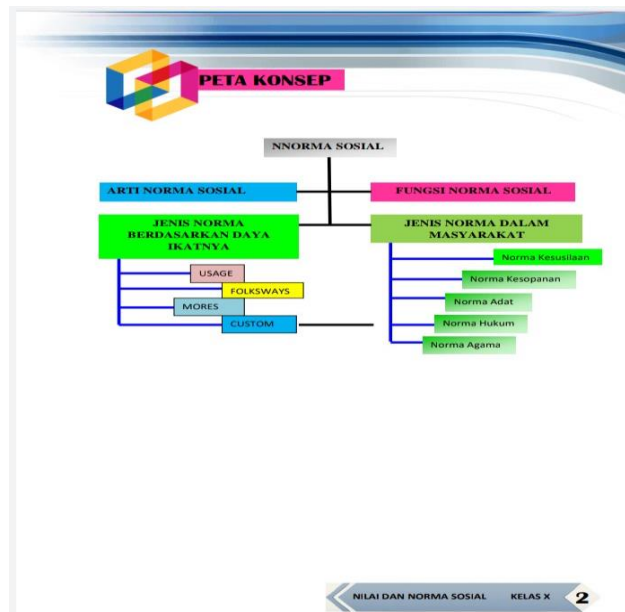 PETA KONSEP
NNORMA SOSIAL
ARTI NORMA SOSIAL
FUNGSI NORMA SOSIAL
JENIS NORMA
BERDASARKAN DAYA
IKATNYA
JENIS NORMA DALAM
MASYARAKAT
USAGE
FOLKSWAYS
MORES
CUSTOM
Norma Kesusilaan
Norma Kesopanan
Norma Adat
Norma Hukum
Norma Agama
NILAI DAN NORMA SOSIAL KELAS X 2